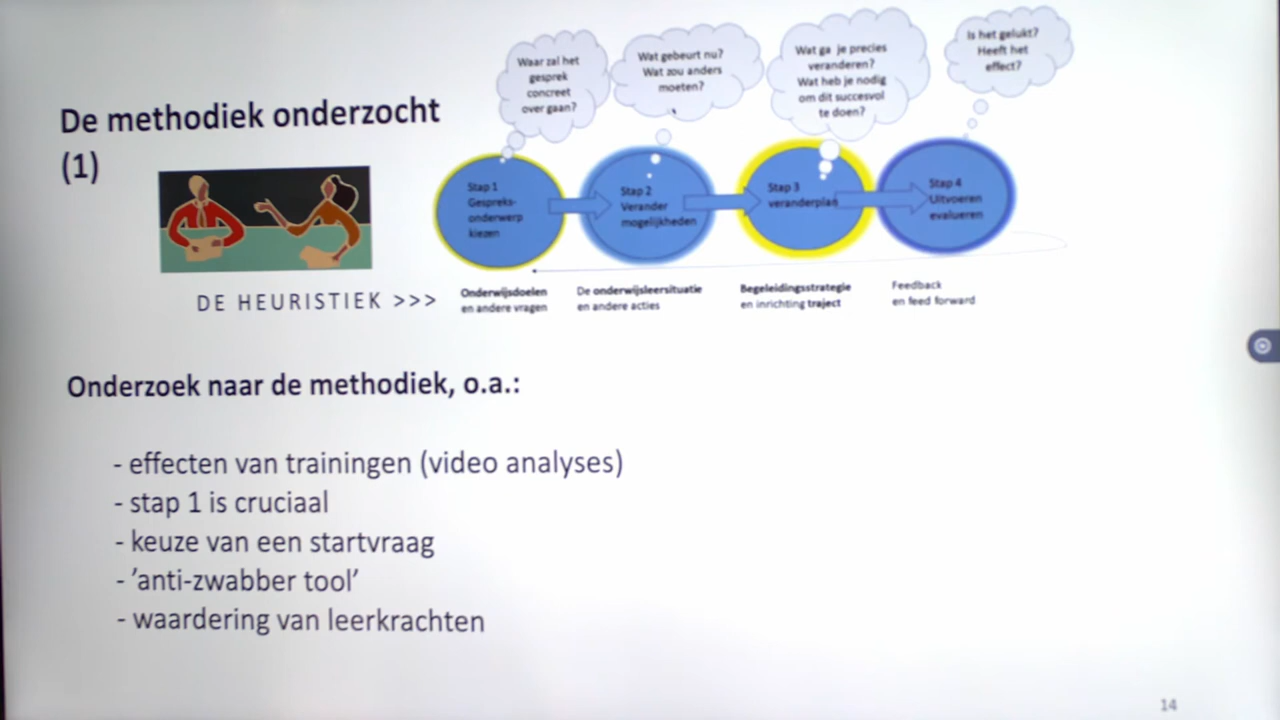 De methodiek onderzocht
(1)
Waar zal het
gesprek
concreet
over gaan?
Wat gebeurt nu?
Wat zou anders
moeten?
Wat ga je precies
veranderen?
Wat heb je nodig
om dit succesvol
te doen?
Is het gelukt?
Heeft het
effect?
Stap 1
Gespreks-
onderwerp
kiezen
Stap 2
Verander
mogelijkheden
Stap 3
veranderplan
Stap 4
Uitvoeren
evalueren
DE HEURISTIEK >>>
Onderwijsdoelen
en andere vragen
De onderwijsleersituatie
en andere acties
Begeleidingsstrategie
en inrichting traject
Feedback
en feed forward
Onderzoek naar de methodiek, o.a.:
- effecten van trainingen (video analyses)
- stap 1 is cruciaal
- keuze van een startvraag
- 'anti-zwabber tool'
- waardering van leerkrachten
14